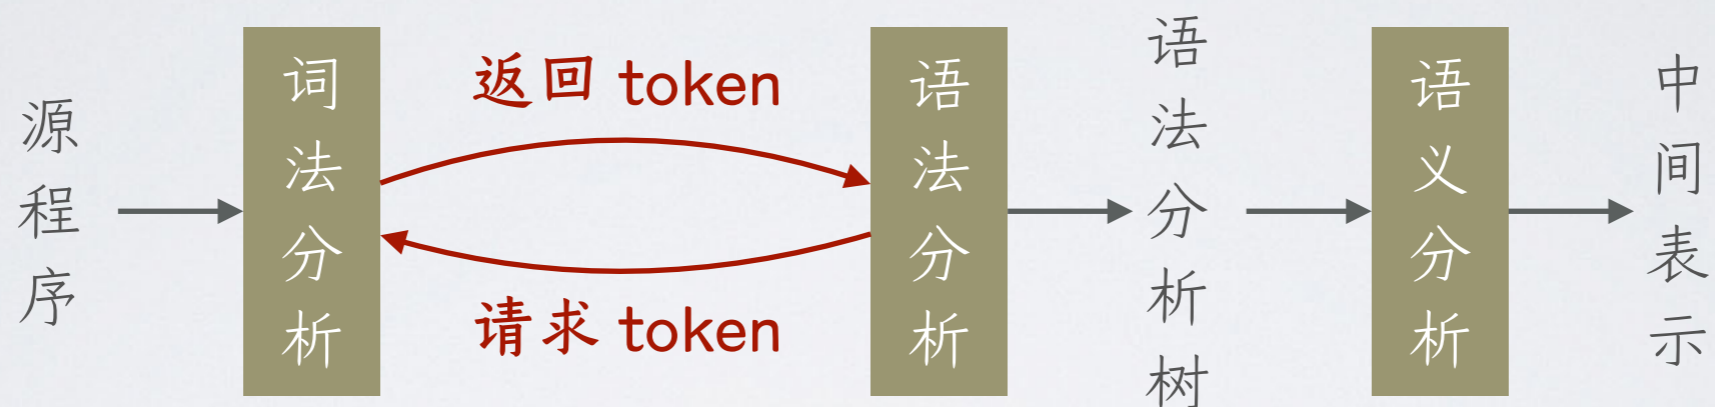 源程序
词法分析
返回 token
请求 token
语法分析
语法分析树
语义分析
中间表示